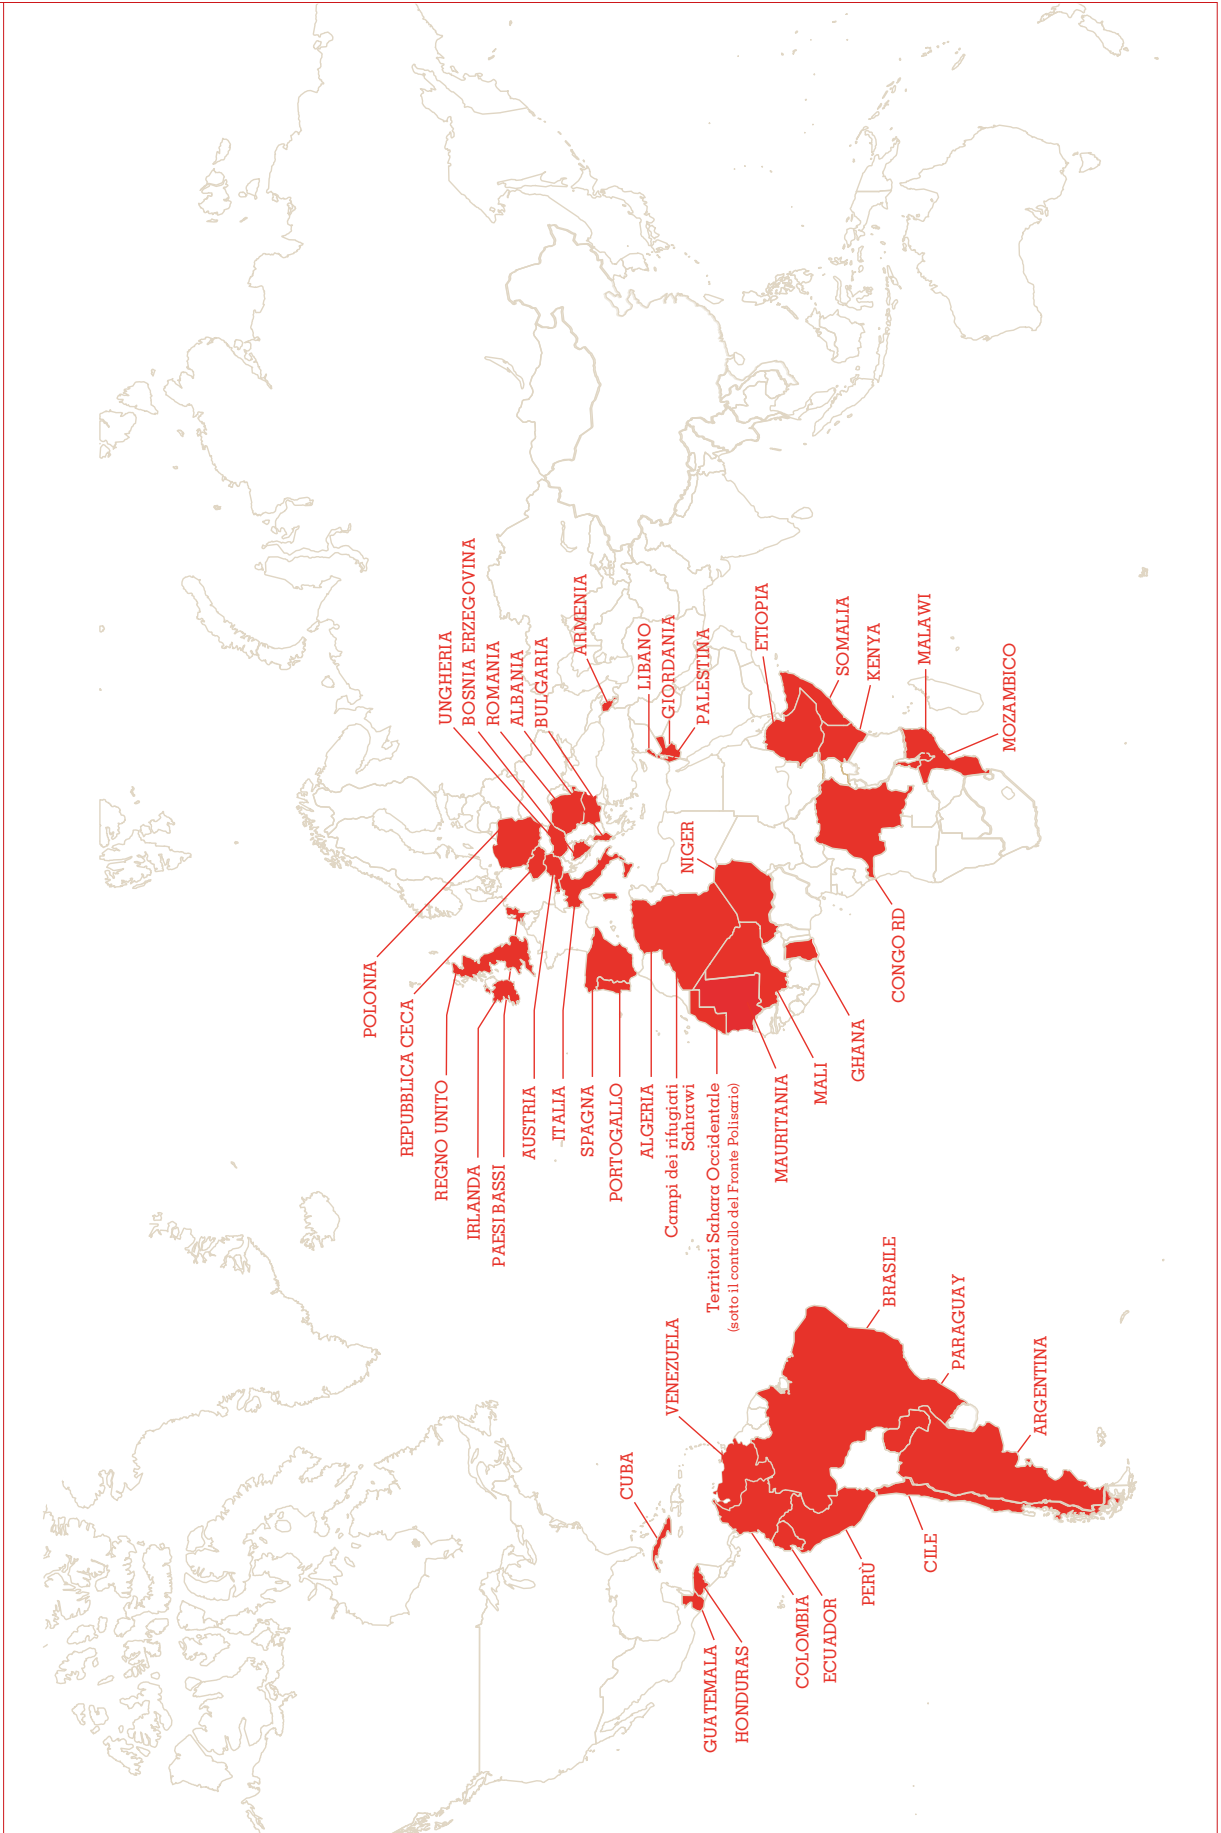 POLONIA
REPUBBLICA CECA
REGNO UNITO
IRLANDA
PAESI BASSI
AUSTRIA
ITALIA
SPAGNA
PORTOGALLO
ALGERIA
Campi dei rifugiati
Sahrawi
Territori Sahara Occidentale
(sotto il controllo del Fronte Polisario)
MAURITANIA
MALI
GHANA
CONGO RD
NIGER
UNGHERIA
BOSNIA ERZEGOVINA
ROMANIA
ALBANIA
BULGARIA
ARMENIA
LIBANO
GIORDANIA
PALESTINA
ETIOPIA
SOMALIA
KENYA
MALAWI
MOZAMBICO
CUBA
VENEZUELA
BRASILE
PARAGUAY
ARGENTINA
GUATEMALA
HONDURAS
COLOMBIA
ECUADOR
PERÙ
CILE